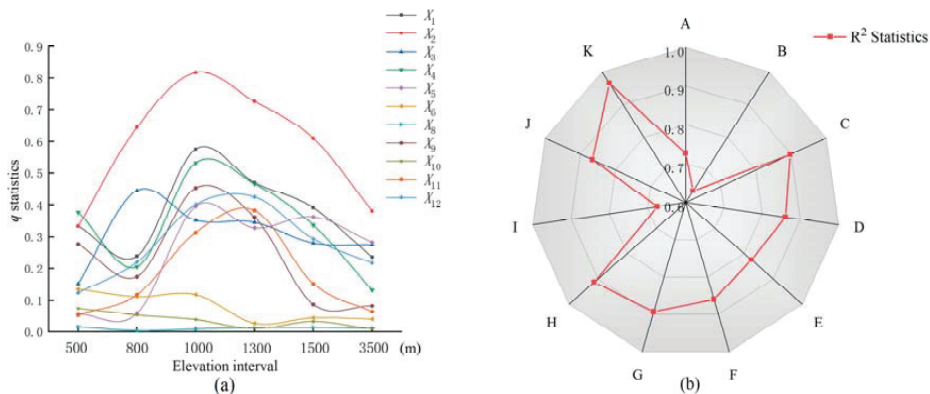 0.9
0.8
0.7
0.6
0.5
0.4
0.3
0.2
0.1
0.0
q statistics
500 800 1000 1300 1500 3500 (m)
Elevation interval
(a)
X1
X2
X3
X4
X5
X6
X8
X9
X10
X11
X12
R² Statistics
A
B
C
D
E
F
G
H
I
J
K
1.0
0.9
0.8
0.7
0.6
(b)